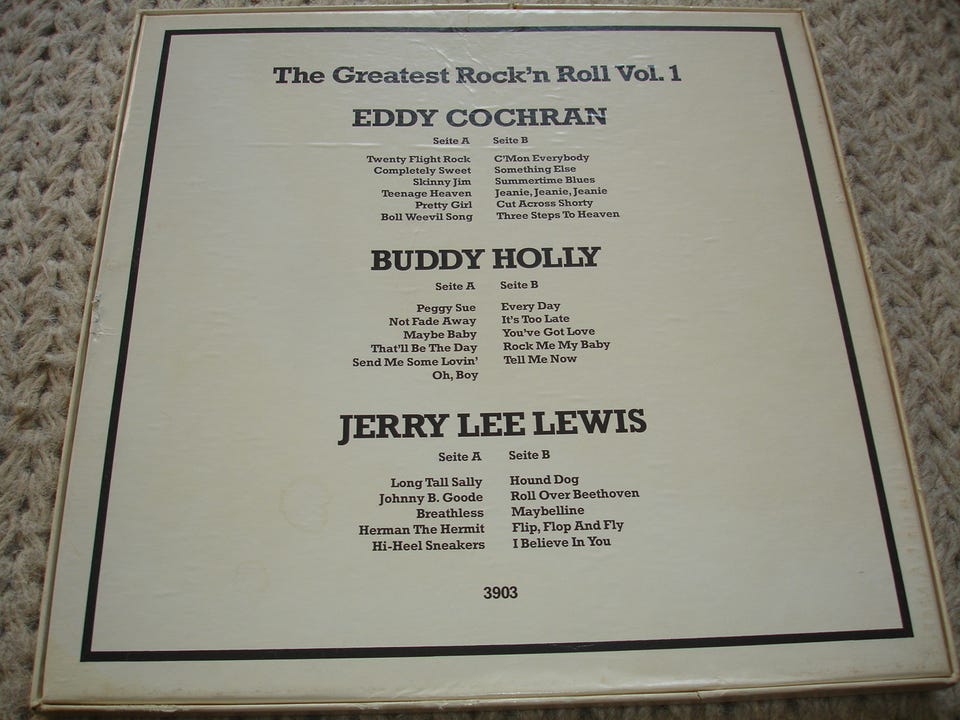 The Greatest Rock'n Roll Vol. 1
EDDY COCHRAN
Seite A Seite B
Twenty Flight Rock C'Mon Everybody
Completely Sweet Something Else
Skinny Jim Summertime Blues
Teenage Heaven Jeanie, Jeanie, Jeanie
Pretty Girl Cut Across Shorty
Boll Weevil Song Three Steps To Heaven
BUDDY HOLLY
Seite A Seite B
Peggy Sue Every Day
Not Fade Away It's Too Late
Maybe Baby You've Got Love
That'll Be The Day Rock Me My Baby
Send Me Some Lovin' Tell Me Now
Oh, Boy
JERRY LEE LEWIS
Seite A Seite B
Long Tall Sally Hound Dog
Johnny B. Goode Roll Over Beethoven
Breathless Maybelline
Herman The Hermit Flip, Flop And Fly
Hi-Heel Sneakers I Believe In You
3903